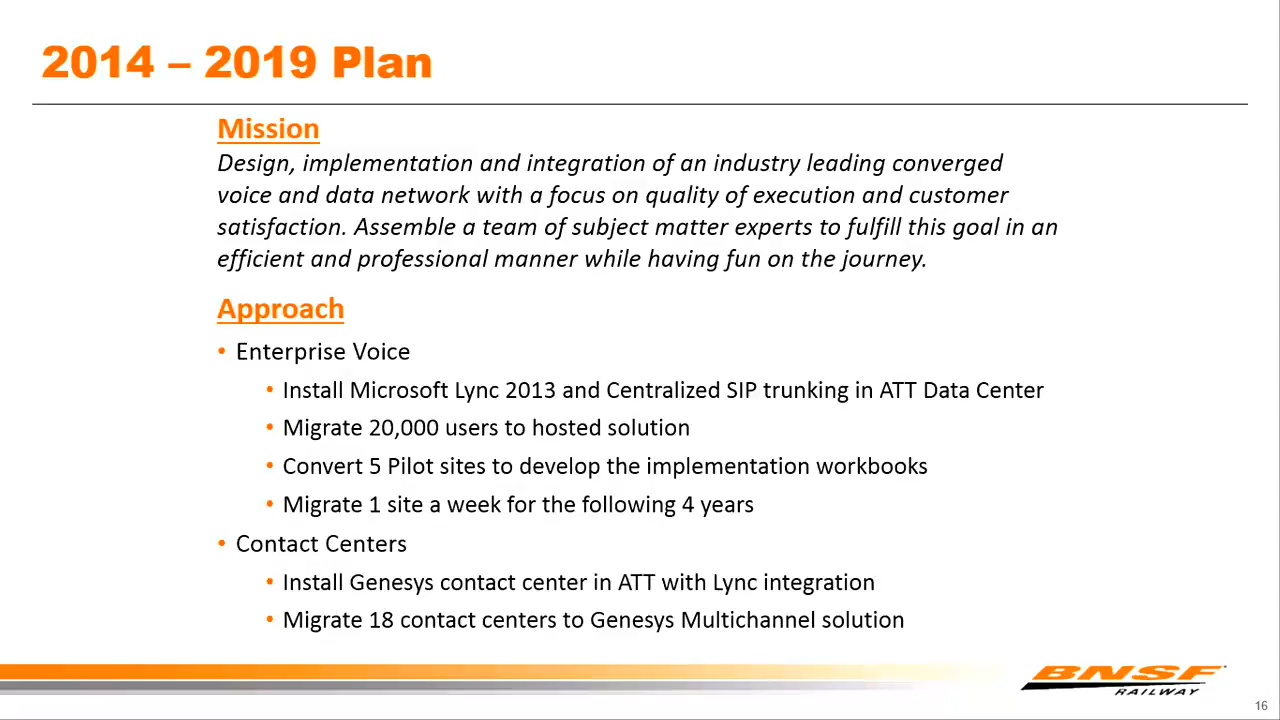 2014 – 2019 Plan
Mission
Design, implementation and integration of an industry leading converged
voice and data network with a focus on quality of execution and customer
satisfaction. Assemble a team of subject matter experts to fulfill this goal in an
efficient and professional manner while having fun on the journey.
Approach
• Enterprise Voice
• Install Microsoft Lync 2013 and Centralized SIP trunking in ATT Data Center
• Migrate 20,000 users to hosted solution
• Convert 5 Pilot sites to develop the implementation workbooks
• Migrate 1 site a week for the following 4 years
• Contact Centers
• Install Genesys contact center in ATT with Lync integration
• Migrate 18 contact centers to Genesys Multichannel solution
BNSF
RAILWAY
16